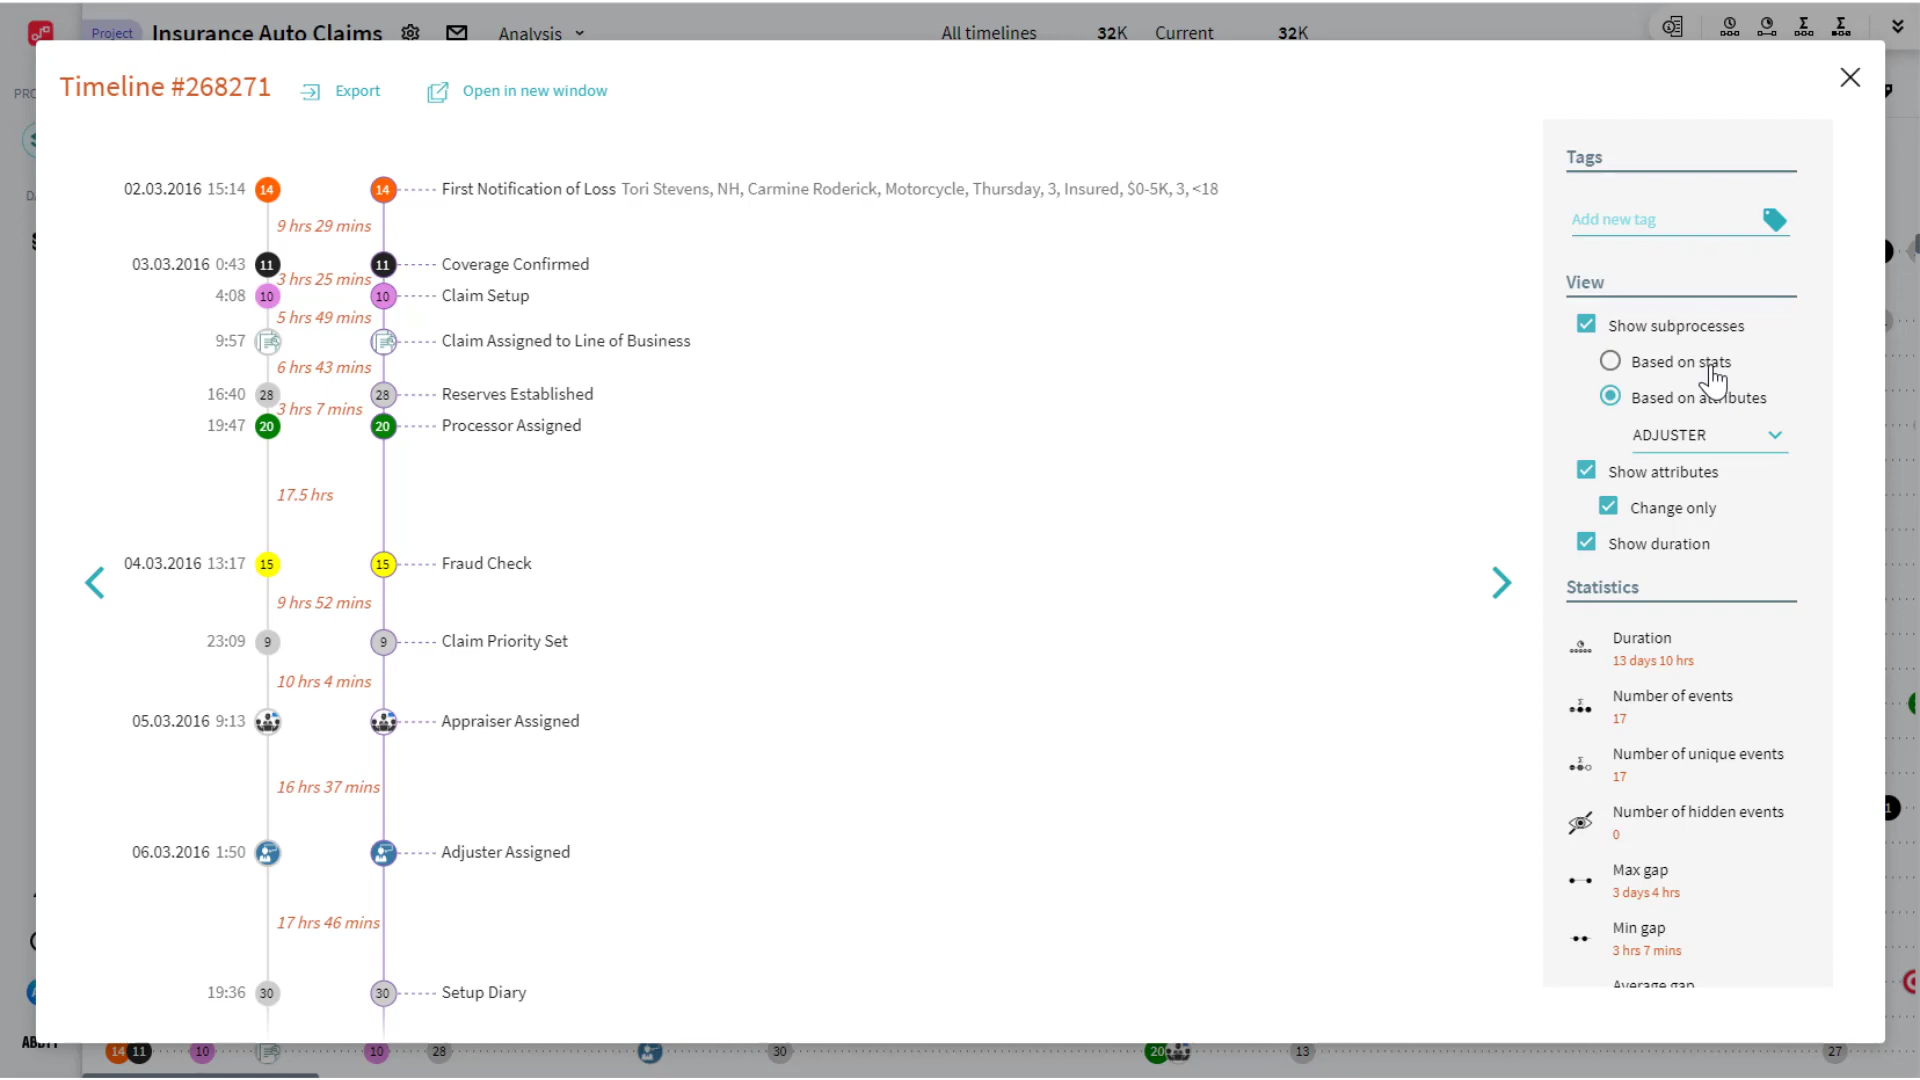 Project Insurance Auto Claims Analysis All timelines 32K Current 32K
Timeline #268271 Export Open in new window
02.03.2016 15:14 14 14 First Notification of Loss Tori Stevens, NH, Carmine Roderick, Motorcycle, Thursday, 3, Insured, $0-5K, 3, <18
9 hrs 29 mins
03.03.2016 0:43 11 11 Coverage Confirmed
3 hrs 25 mins
4:08 10 10 Claim Setup
5 hrs 49 mins
9:57 Claim Assigned to Line of Business
6 hrs 43 mins
16:40 28 28 Reserves Established
3 hrs 7 mins
19:47 20 20 Processor Assigned
17.5 hrs
04.03.2016 13:17 15 15 Fraud Check
9 hrs 52 mins
23:09 9 9 Claim Priority Set
10 hrs 4 mins
05.03.2016 9:13 Appraiser Assigned
16 hrs 37 mins
06.03.2016 1:50 Adjuster Assigned
17 hrs 46 mins
19:36 30 30 Setup Diary
Tags
Add new tag
View
Show subprocesses
Based on stats
Based on attributes
ADJUSTER
Show attributes
Change only
Show duration
Statistics
Duration
13 days 10 hrs
Number of events
17
Number of unique events
17
Number of hidden events
0
Max gap
3 days 4 hrs
Min gap
3 hrs 7 mins
Average gap
14 11 10 10 28 30 20 13 27